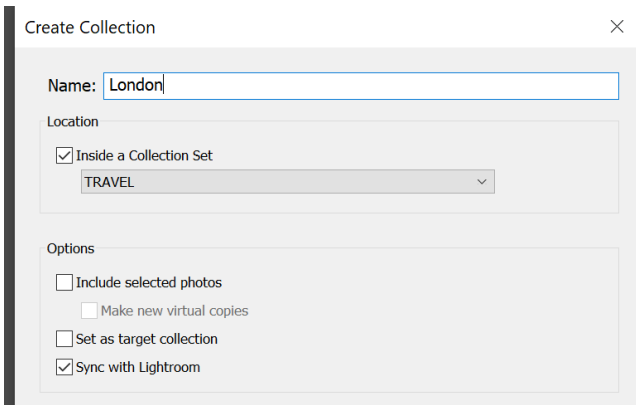 Create Collection
Name: London
Location
Inside a Collection Set
TRAVEL
Options
Include selected photos
Make new virtual copies
Set as target collection
Sync with Lightroom